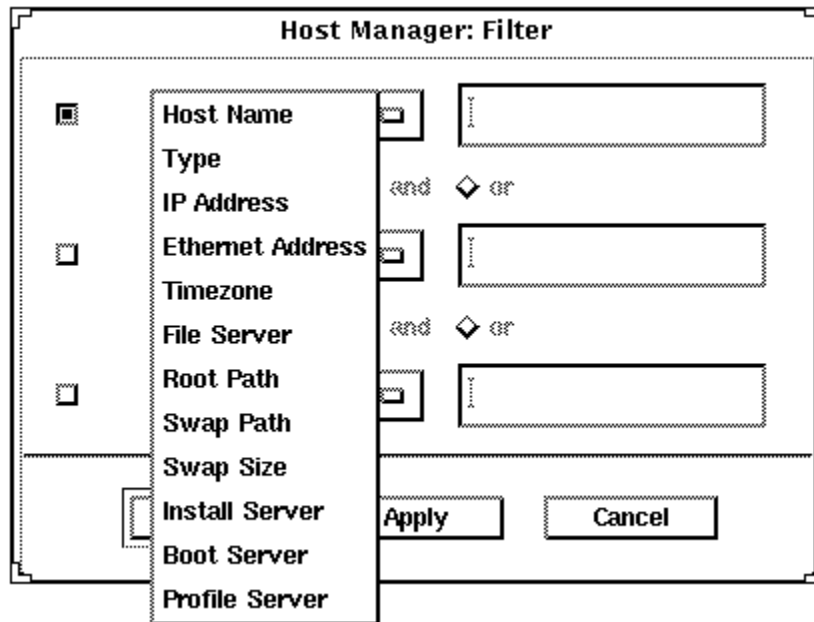 Host Manager: Filter
Host Name
Type
and or
IP Address
Ethernet Address
Timezone
File Server
and or
Root Path
Swap Path
Swap Size
Install Server
Apply
Cancel
Boot Server
Profile Server